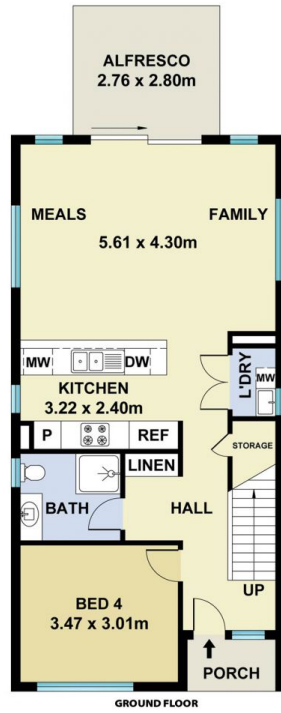 ALFRESCO
2.76 x 2.80m
MEALS
FAMILY
5.61 x 4.30m
MW
DW
L'DRY
MW
KITCHEN
3.22 x 2.40m
P
REF
STORAGE
LINEN
BATH
HALL
UP
BED 4
3.47 x 3.01m
PORCH
GROUND FLOOR